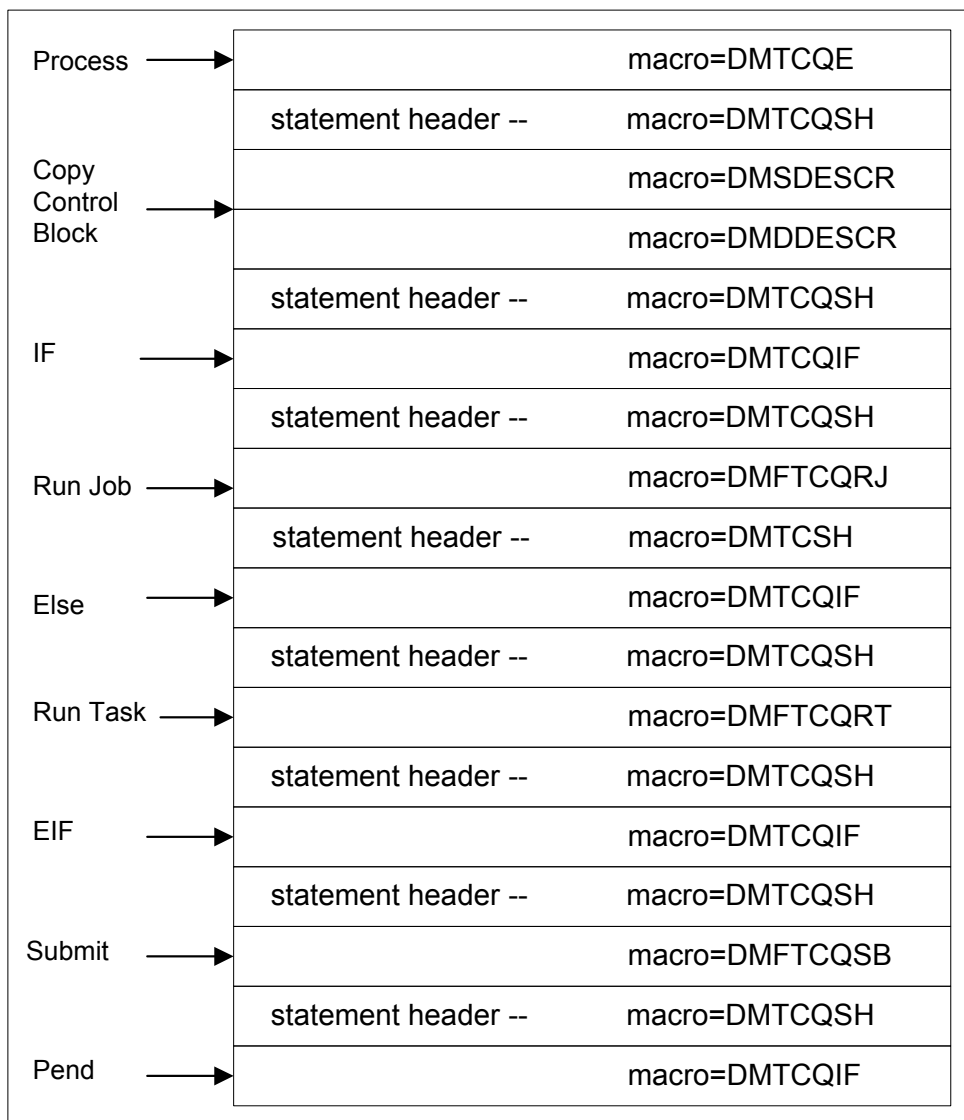 Process macro=DMTCQE
statement header -- macro=DMTCQSH
Copy
Control
Block
macro=DMSDESCR
macro=DMDDESCR
statement header -- macro=DMTCQSH
IF macro=DMTCQIF
statement header -- macro=DMTCQSH
Run Job macro=DMFTCQRJ
statement header -- macro=DMTCSH
Else macro=DMTCQIF
statement header -- macro=DMTCQSH
Run Task macro=DMFTCQRT
statement header -- macro=DMTCQSH
EIF macro=DMTCQIF
statement header -- macro=DMTCQSH
Submit macro=DMFTCQSB
statement header -- macro=DMTCQSH
Pend macro=DMTCQIF